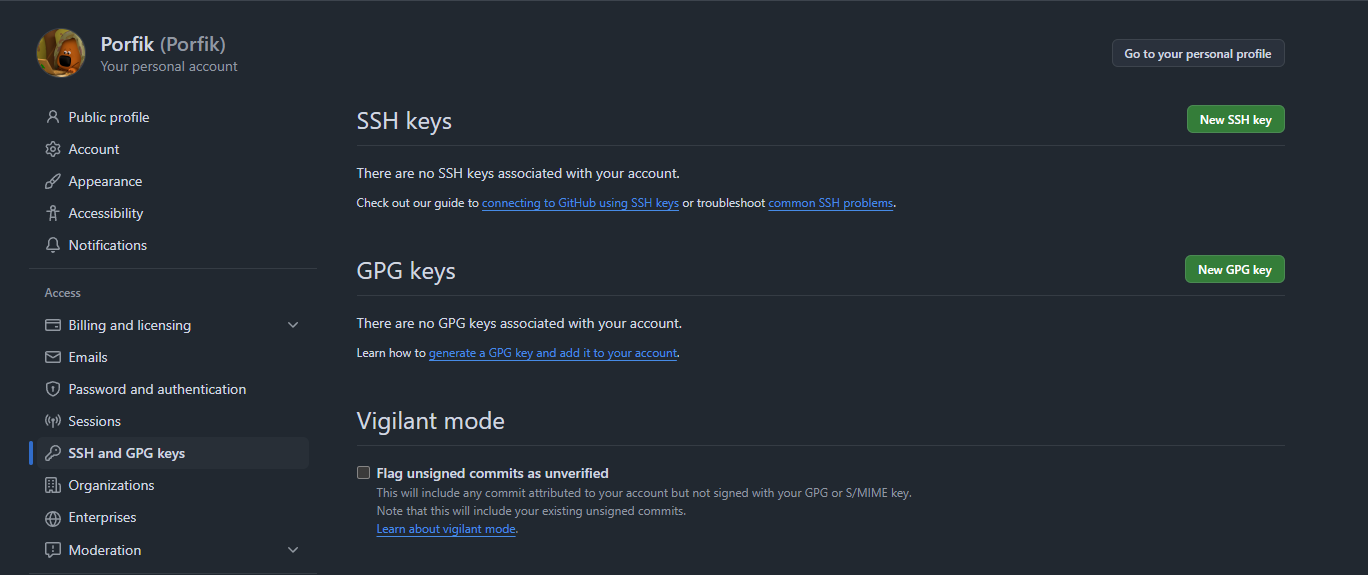 Porfik (Porfik)
Your personal account
Go to your personal profile
Public profile
Account
Appearance
Accessibility
Notifications
Access
Billing and licensing
Emails
Password and authentication
Sessions
SSH and GPG keys
Organizations
Enterprises
Moderation
SSH keys
New SSH key
There are no SSH keys associated with your account.
Check out our guide to connecting to GitHub using SSH keys or troubleshoot common SSH problems.
GPG keys
New GPG key
There are no GPG keys associated with your account.
Learn how to generate a GPG key and add it to your account.
Vigilant mode
Flag unsigned commits as unverified
This will include any commit attributed to your account but not signed with your GPG or S/MIME key.
Note that this will include your existing unsigned commits.
Learn about vigilant mode.